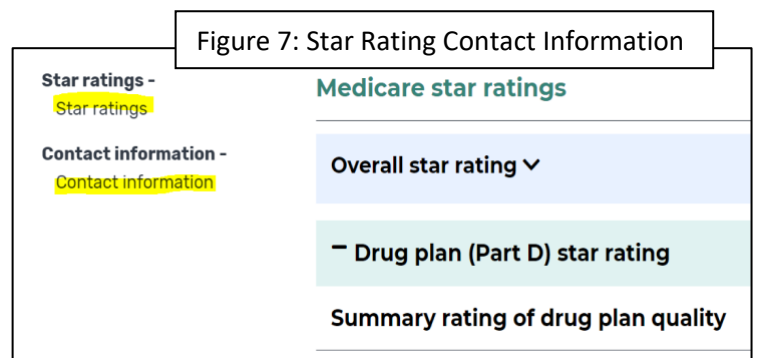 Figure 7: Star Rating Contact Information
Star ratings -
Star ratings
Contact information -
Contact information
Medicare star ratings
Overall star rating
– Drug plan (Part D) star rating
Summary rating of drug plan quality